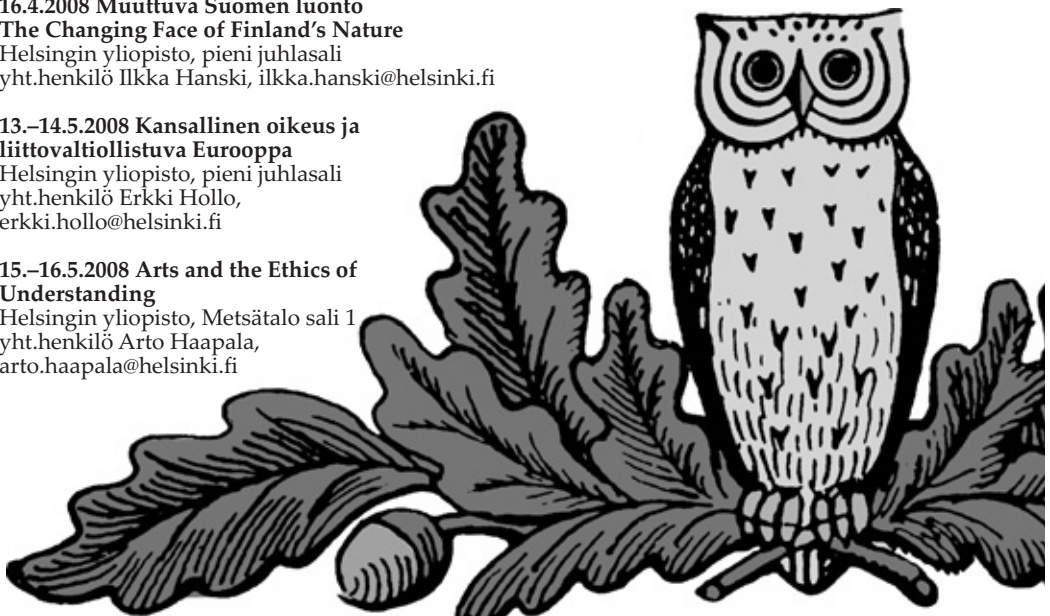 16.4.2008 Muuttuva Suomen luonto
The Changing Face of Finland’s Nature
Helsingin yliopisto, pieni juhlasali
yht.henkilö Ilkka Hanski, ilkka.hanski@helsinki.fi
13.–14.5.2008 Kansallinen oikeus ja
liittovaltiollistuva Eurooppa
Helsingin yliopisto, pieni juhlasali
yht.henkilö Erkki Hollo,
erkki.hollo@helsinki.fi
15.–16.5.2008 Arts and the Ethics of
Understanding
Helsingin yliopisto, Metsätalo sali 1
yht.henkilö Arto Haapala,
arto.haapala@helsinki.fi